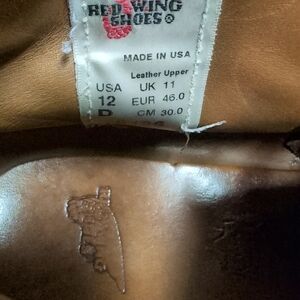 RED WING
SHOES®
MADE IN USA
Leather Upper
USA UK 11
12 EUR 46.0
D CM 30.0